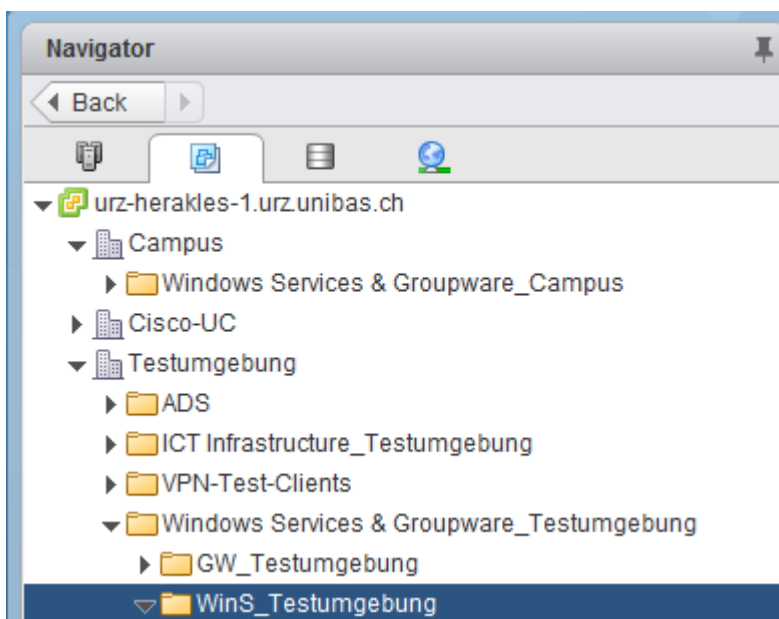 Navigator
Back
urz-herakles-1.urz.unibas.ch
Campus
Windows Services & Groupware_Campus
Cisco-UC
Testumgebung
ADS
ICT Infrastructure_Testumgebung
VPN-Test-Clients
Windows Services & Groupware_Testumgebung
GW_Testumgebung
WinS_Testumgebung